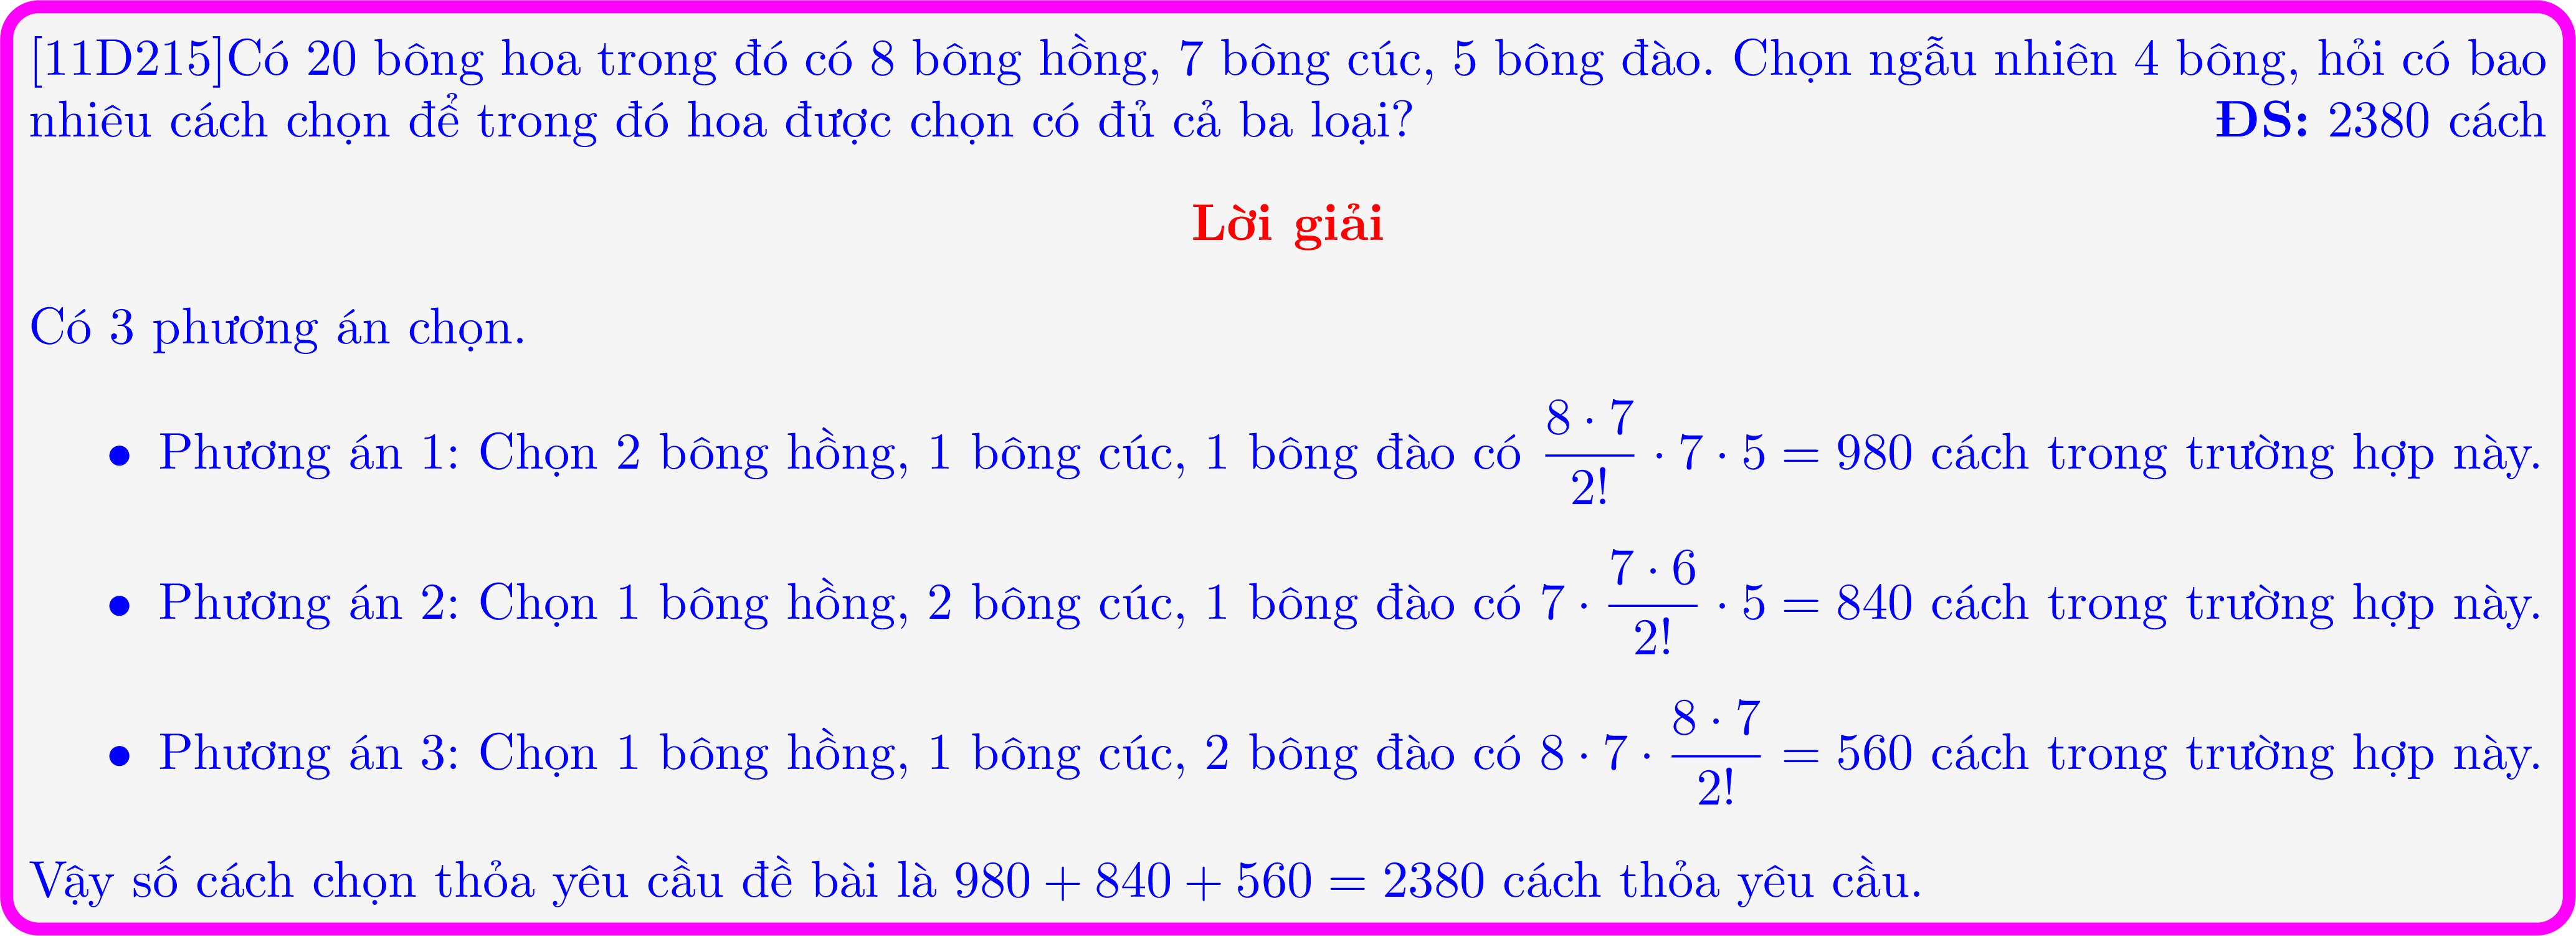 [11D215]Có 20 bông hoa trong đó có 8 bông hồng, 7 bông cúc, 5 bông đào. Chọn ngẫu nhiên 4 bông, hỏi có bao
nhiêu cách chọn để trong đó hoa được chọn có đủ cả ba loại? ĐS: 2380 cách
Lời giải
Có 3 phương án chọn.
• Phương án 1: Chọn 2 bông hồng, 1 bông cúc, 1 bông đào có $\dfrac{8 \cdot 7}{2!} \cdot 7 \cdot 5 = 980$ cách trong trường hợp này.
• Phương án 2: Chọn 1 bông hồng, 2 bông cúc, 1 bông đào có $7 \cdot \dfrac{7 \cdot 6}{2!} \cdot 5 = 840$ cách trong trường hợp này.
• Phương án 3: Chọn 1 bông hồng, 1 bông cúc, 2 bông đào có $8 \cdot 7 \cdot \dfrac{8 \cdot 7}{2!} = 560$ cách trong trường hợp này.
Vậy số cách chọn thỏa yêu cầu đề bài là $980 + 840 + 560 = 2380$ cách thỏa yêu cầu.